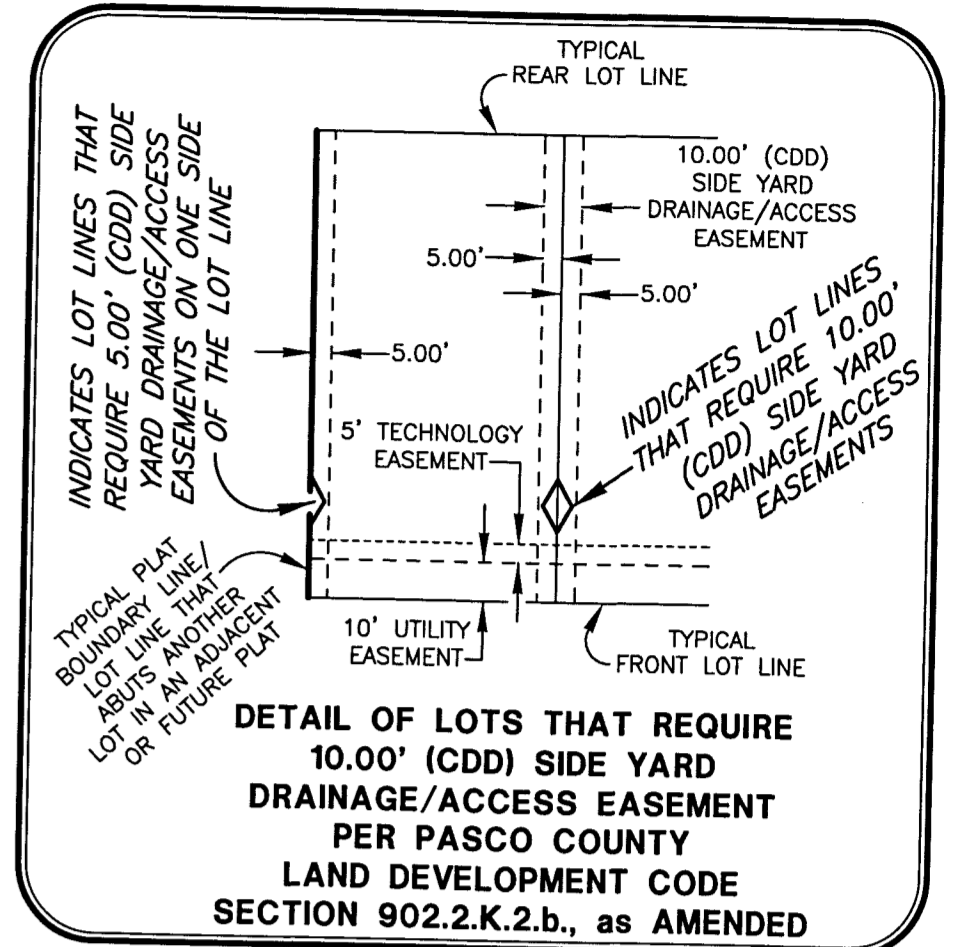 TYPICAL
REAR LOT LINE
INDICATES LOT LINES THAT
REQUIRE 5.00' (CDD) SIDE
YARD DRAINAGE/ACCESS
EASEMENTS ON ONE SIDE
OF THE LOT LINE
10.00' (CDD)
SIDE YARD
DRAINAGE/ACCESS
EASEMENT
5.00'
5.00'
5.00'
INDICATES LOT LINES
THAT REQUIRE 10.00'
(CDD) SIDE YARD
DRAINAGE/ACCESS
EASEMENTS
5' TECHNOLOGY
EASEMENT
TYPICAL PLAT
BOUNDARY LINE/
LOT LINE THAT
ABUTS ANOTHER
LOT IN AN ADJACENT
OR FUTURE PLAT
10' UTILITY
EASEMENT
TYPICAL
FRONT LOT LINE
DETAIL OF LOTS THAT REQUIRE
10.00' (CDD) SIDE YARD
DRAINAGE/ACCESS EASEMENT
PER PASCO COUNTY
LAND DEVELOPMENT CODE
SECTION 902.2.K.2.b., as AMENDED